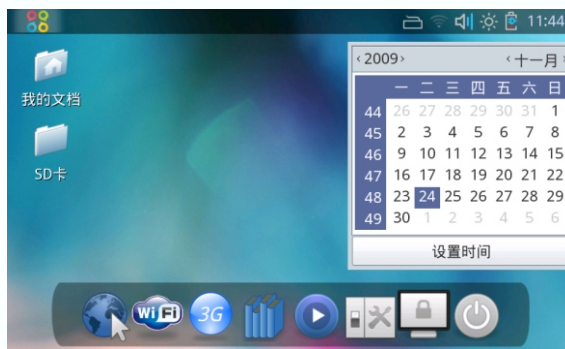 11:44
‹ 2009 › ‹ 十一月 ›
一 二 三 四 五 六 日
44 26 27 28 29 30 31 1
45 2 3 4 5 6 7 8
46 9 10 11 12 13 14 15
47 16 17 18 19 20 21 22
48 23 24 25 26 27 28 29
49 30 1 2 3 4 5 6
设置时间
我的文档
SD卡
WiFi
3G